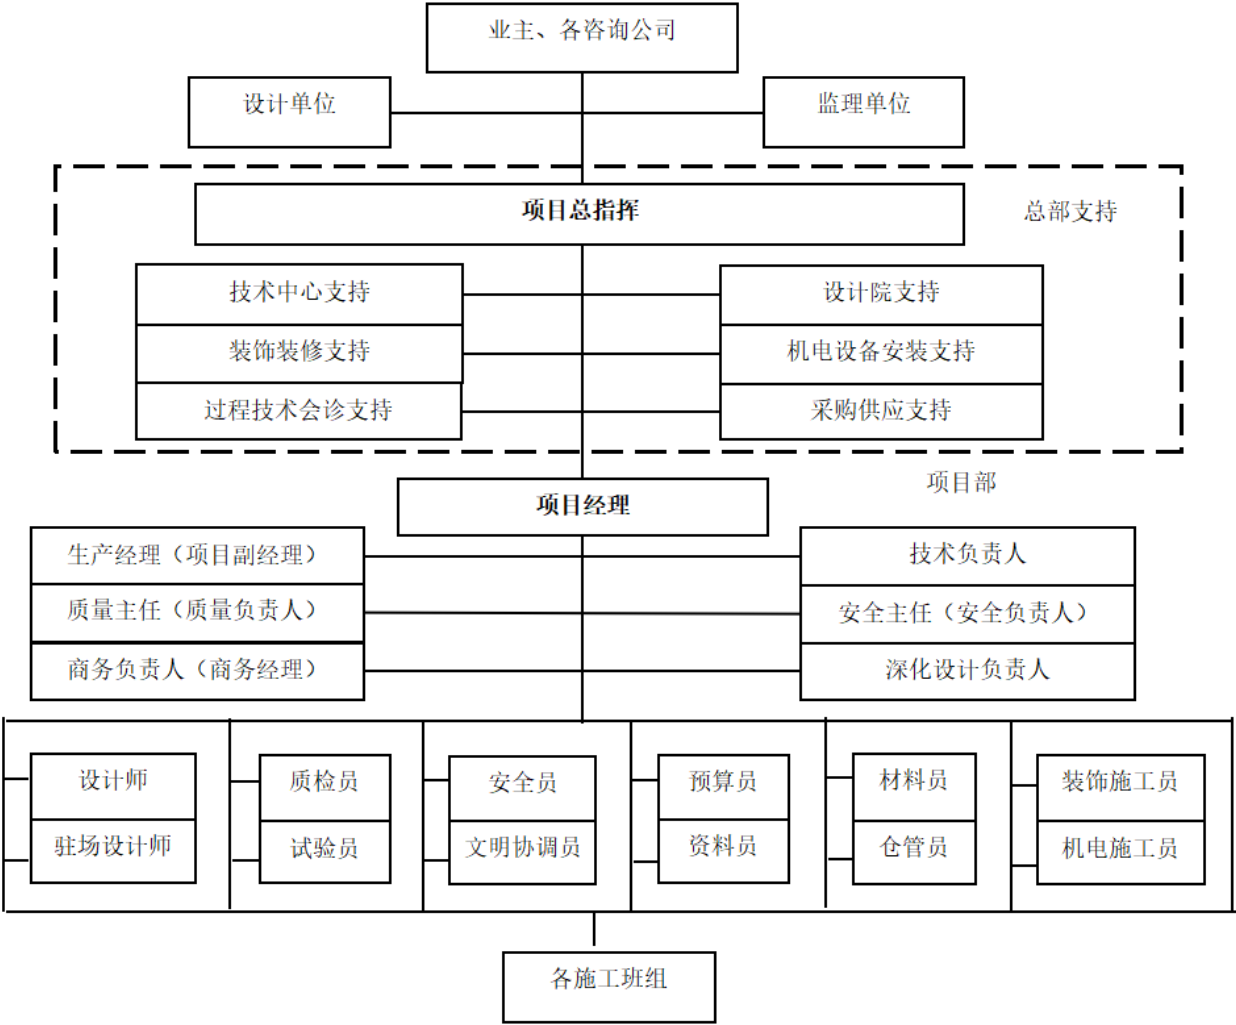 业主、各咨询公司
设计单位
监理单位
项目总指挥
总部支持
技术中心支持
设计院支持
装饰装修支持
机电设备安装支持
过程技术会诊支持
采购供应支持
项目部
项目经理
生产经理（项目副经理）
技术负责人
质量主任（质量负责人）
安全主任（安全负责人）
商务负责人（商务经理）
深化设计负责人
设计师
质检员
安全员
预算员
材料员
装饰施工员
驻场设计师
试验员
文明协调员
资料员
仓管员
机电施工员
各施工班组